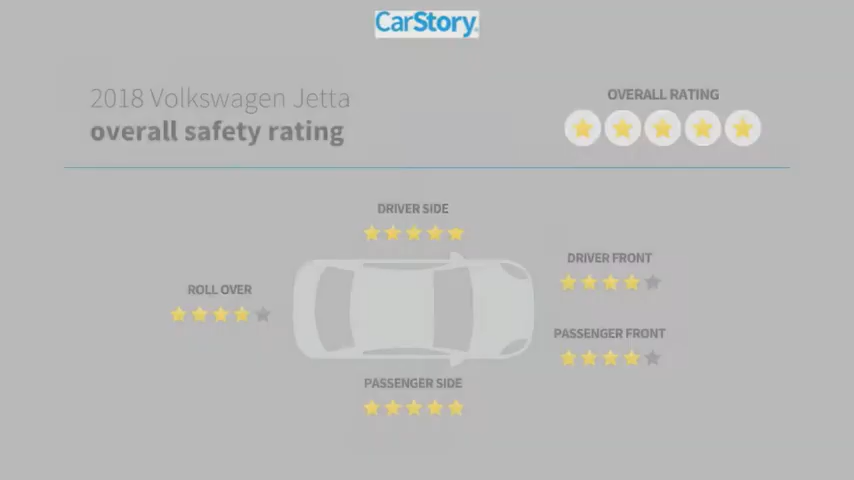 CarStory
2018 Volkswagen Jetta
overall safety rating
OVERALL RATING
DRIVER SIDE
DRIVER FRONT
ROLL OVER
PASSENGER FRONT
PASSENGER SIDE